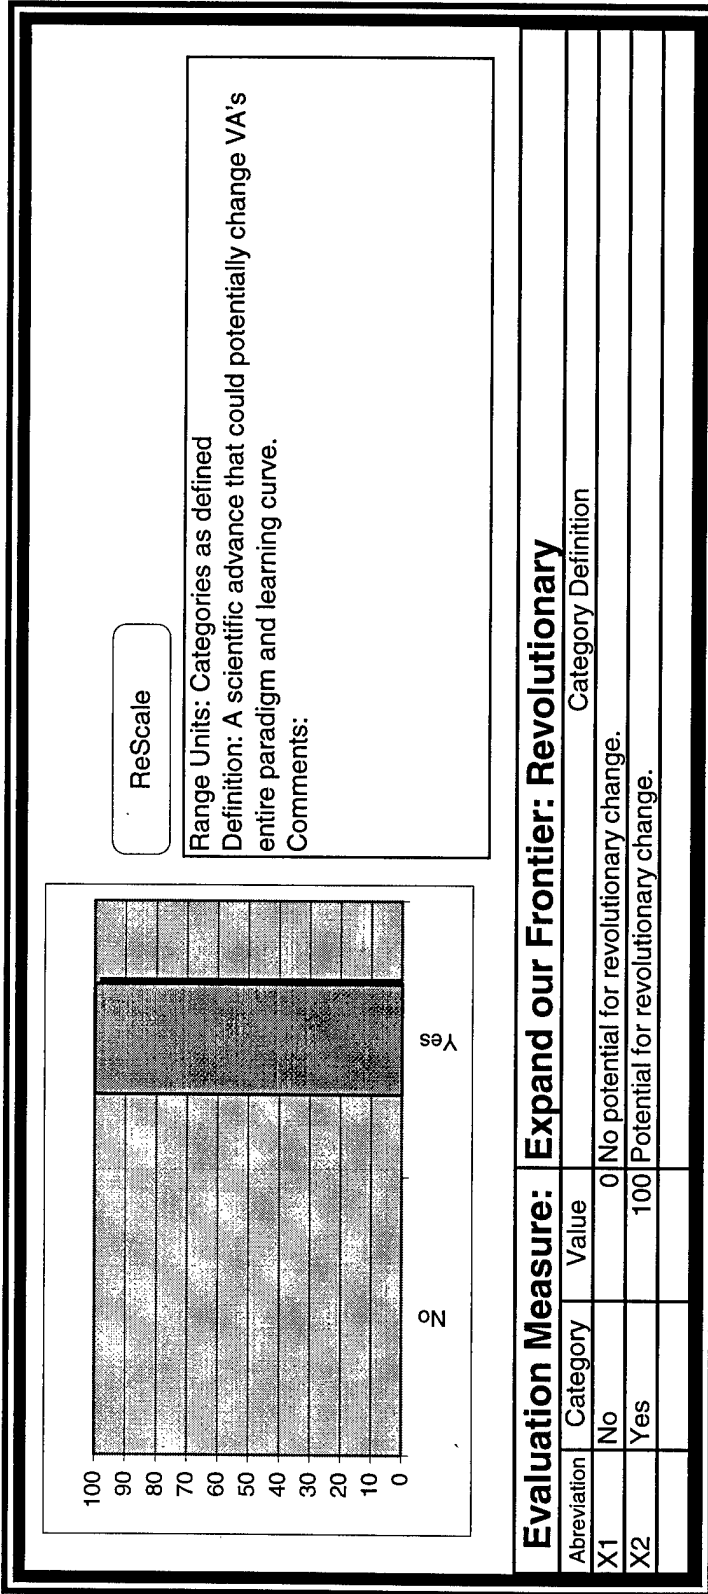 100
90
80
70
60
50
40
30
20
10
0
No
Yes
ReScale
Range Units: Categories as defined
Definition: A scientific advance that could potentially change VA's
entire paradigm and learning curve.
Comments:
Evaluation Measure: Expand our Frontier: Revolutionary
Abreviation Category Value Category Definition
X1 No 0 No potential for revolutionary change.
X2 Yes 100 Potential for revolutionary change.